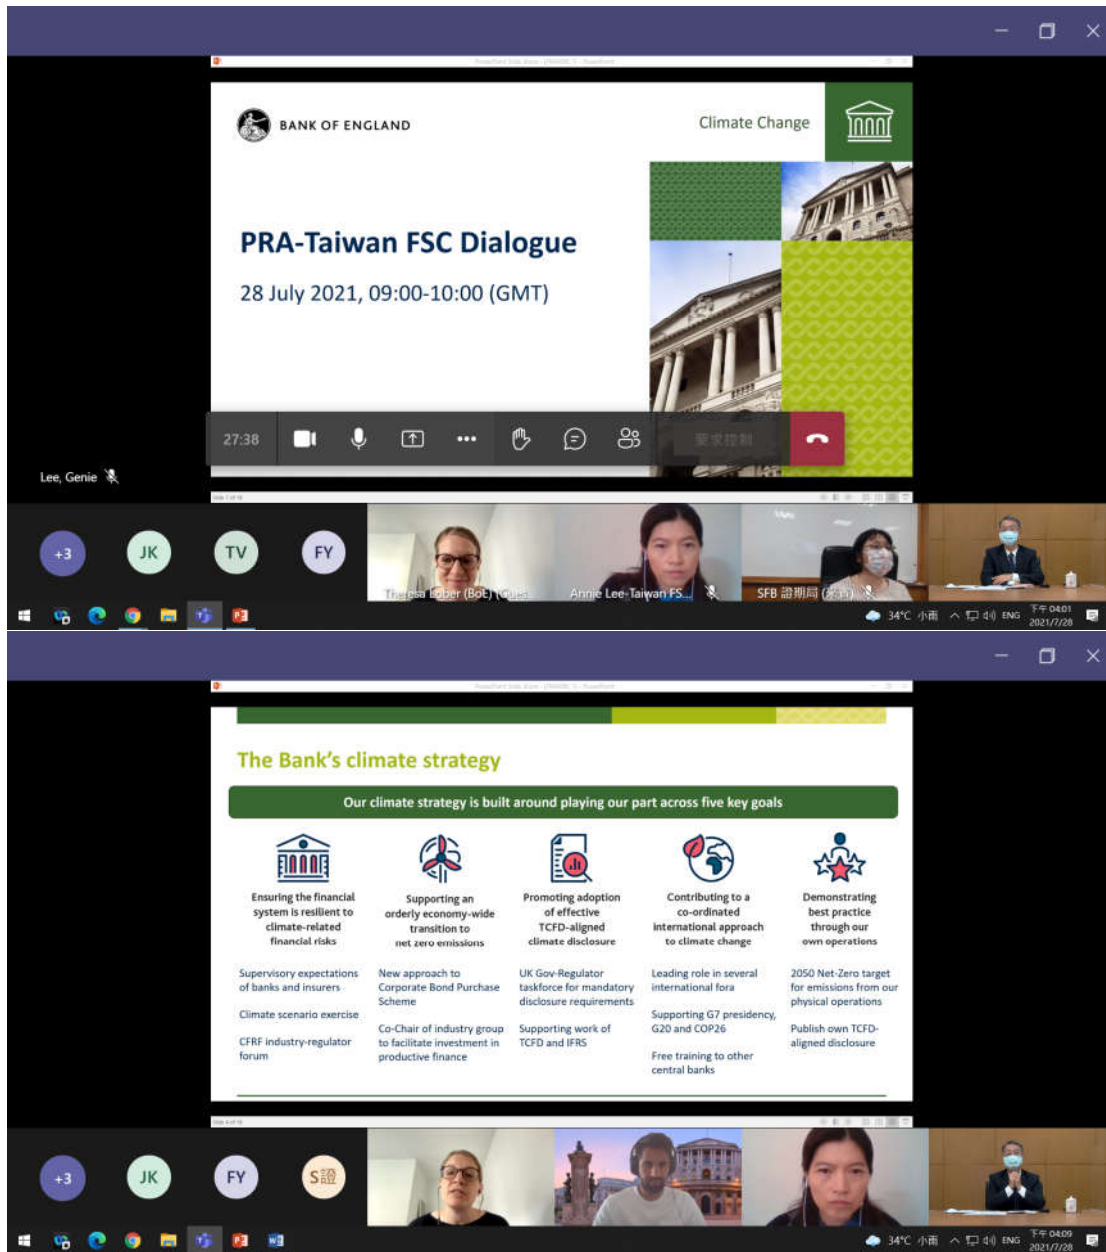 BANK OF ENGLAND
Climate Change
PRA-Taiwan FSC Dialogue
28 July 2021, 09:00-10:00 (GMT)
27:38
要求控制
Lee, Genie
+3
JK
TV
FY
Theresa Lober (BoE) (Gues...
Annie Lee-Taiwan FS...
SFB 證期局
34°C 小雨
ENG
下午 04:01
2021/7/28
The Bank's climate strategy
Our climate strategy is built around playing our part across five key goals
Ensuring the financial
system is resilient to
climate-related
financial risks
Supervisory expectations
of banks and insurers
Climate scenario exercise
CFRF industry-regulator
forum
Supporting an
orderly economy-wide
transition to
net zero emissions
New approach to
Corporate Bond Purchase
Scheme
Co-Chair of industry group
to facilitate investment in
productive finance
Promoting adoption
of effective
TCFD-aligned
climate disclosure
UK Gov-Regulator
taskforce for mandatory
disclosure requirements
Supporting work of
TCFD and IFRS
Contributing to a
co-ordinated
international approach
to climate change
Leading role in several
international fora
Supporting G7 presidency,
G20 and COP26
Free training to other
central banks
Demonstrating
best practice
through our
own operations
2050 Net-Zero target
for emissions from our
physical operations
Publish own TCFD-
aligned disclosure
+3
JK
FY
S證
34°C 小雨
ENG
下午 04:09
2021/7/28